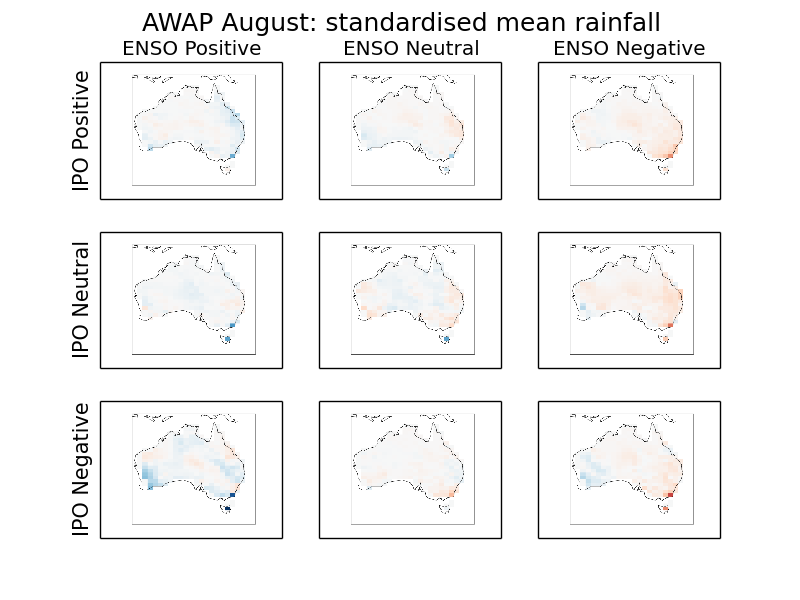 AWAP August: standardised mean rainfall
ENSO Positive
ENSO Neutral
ENSO Negative
IPO Positive
IPO Neutral
IPO Negative